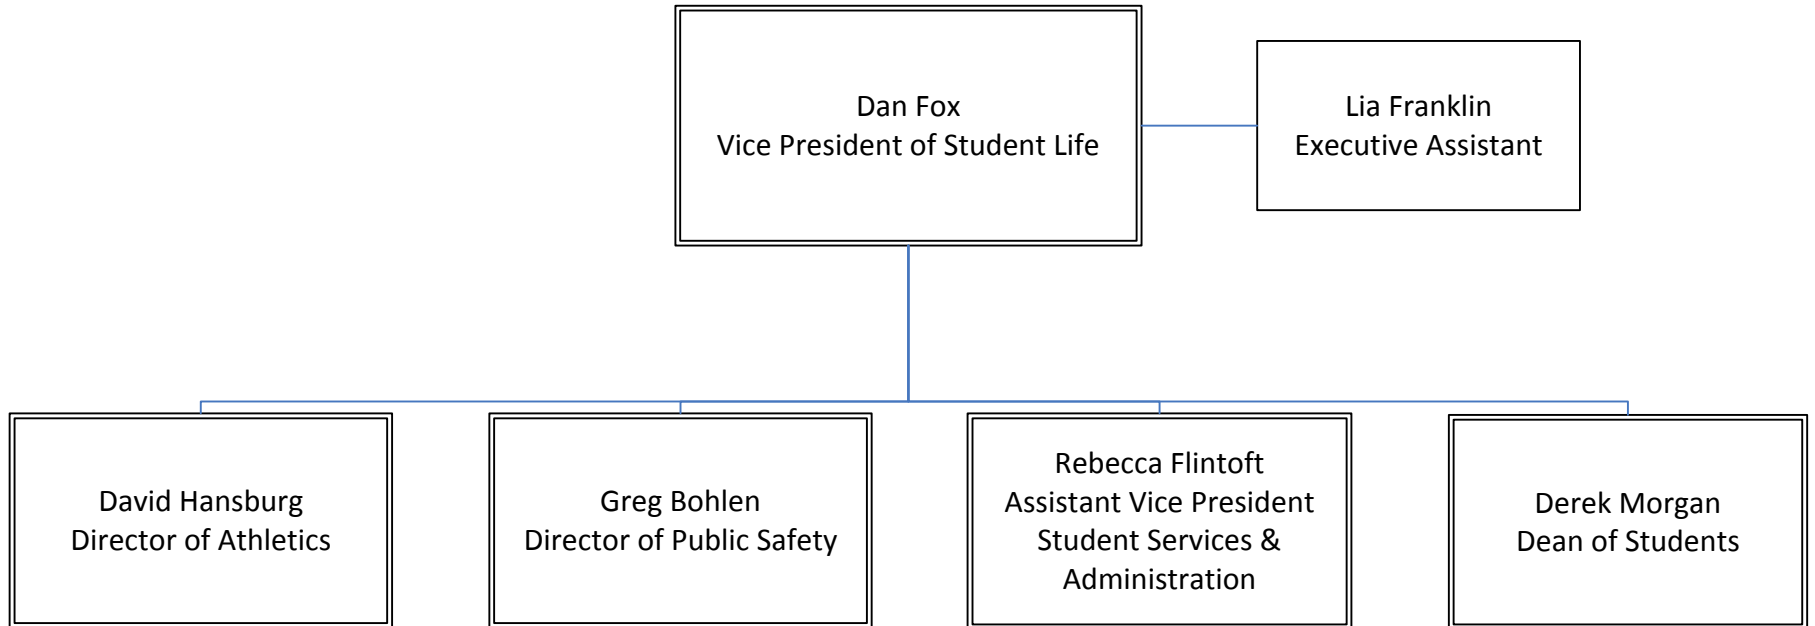 Dan Fox
Vice President of Student Life
Lia Franklin
Executive Assistant
David Hansburg
Director of Athletics
Greg Bohlen
Director of Public Safety
Rebecca Flintoft
Assistant Vice President
Student Services &
Administration
Derek Morgan
Dean of Students